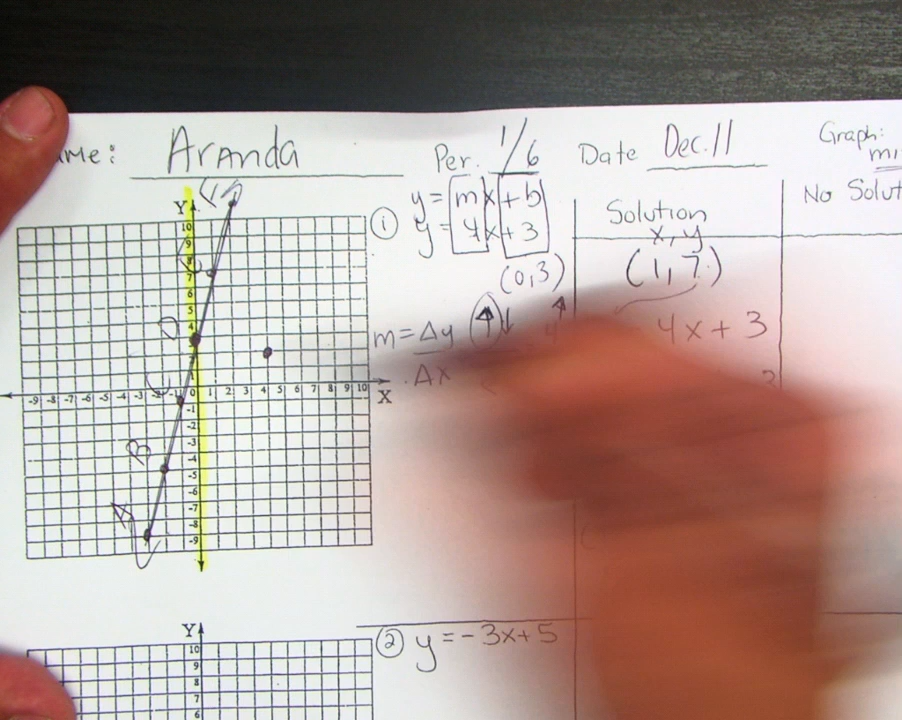 Aranda
Per. 1/6
Date Dec. 11
Graph:
① y = mx + b
y = 4x + 3
(0,3)
m = Δy
Δx
Solution
x, y
(1, 7)
4x + 3
No Solut
Y
10
9
8
7
6
5
4
1
-9 -8 -7 -6 -5 -4 -3 -2 -1 0 1 2 3 4 5 6 7 8 9 10 X
-1
-2
-3
-4
-5
-6
-7
-8
-9
D
B
A
② y = -3x + 5
Y
10
9
8
7
6